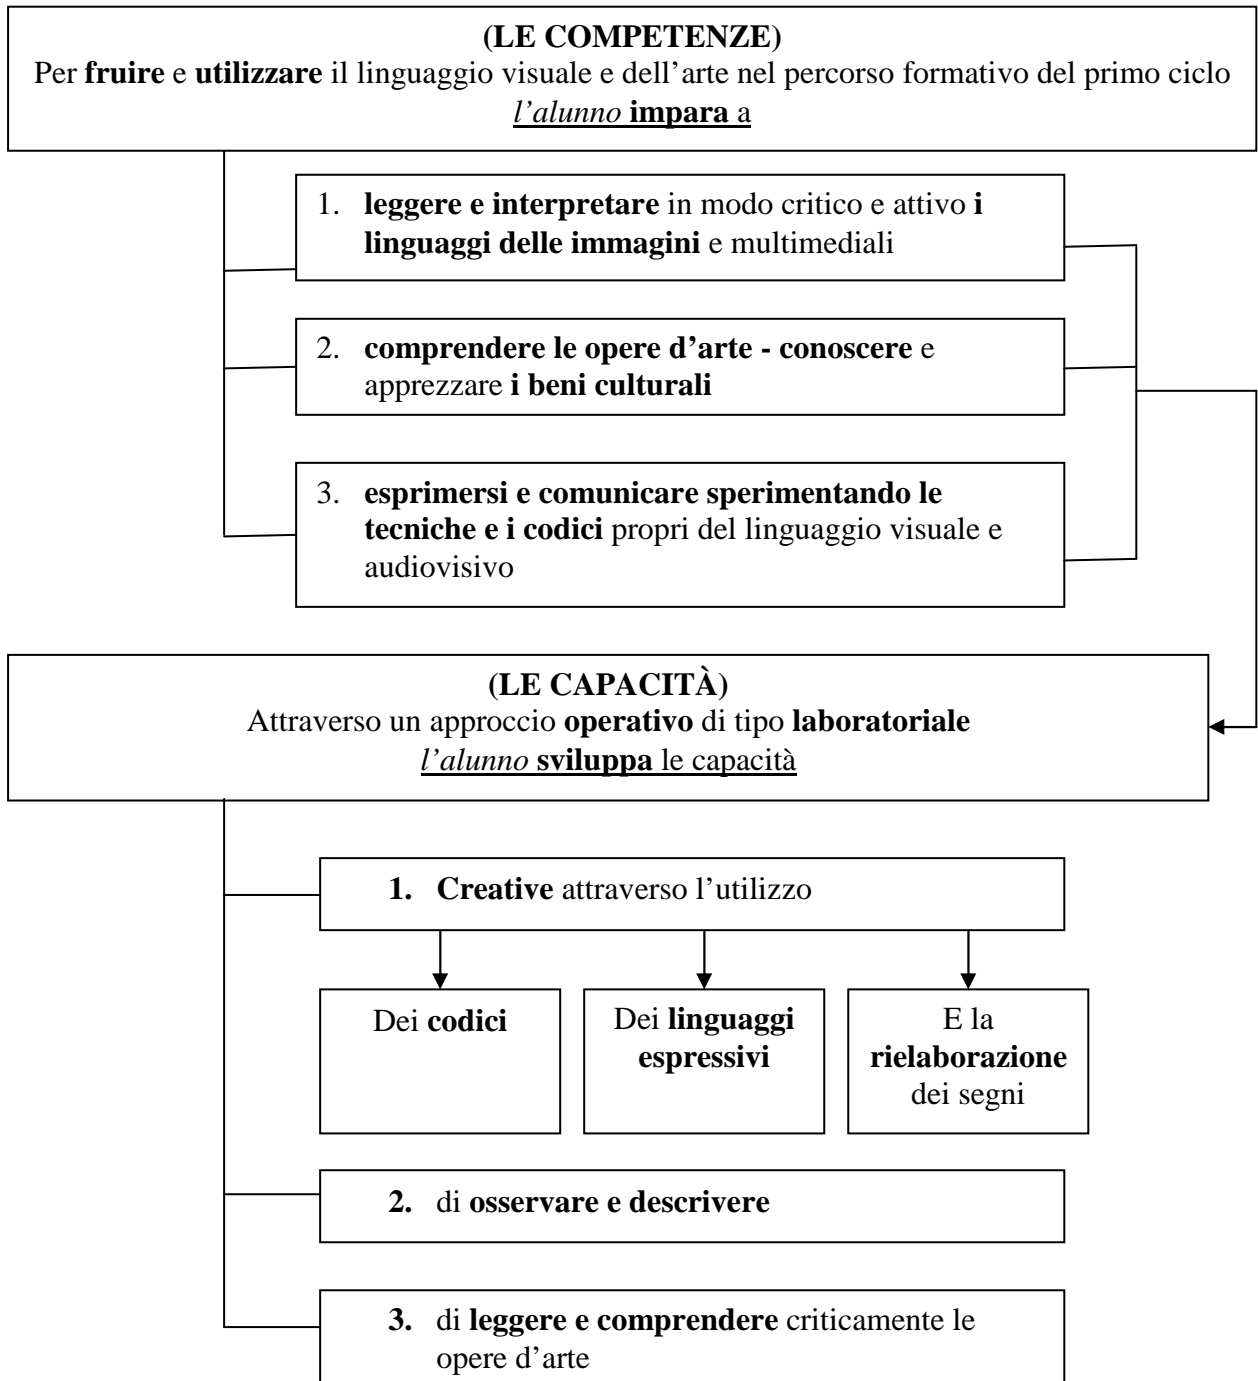 (LE COMPETENZE)
Per fruire e utilizzare il linguaggio visuale e dell’arte nel percorso formativo del primo ciclo
l’alunno impara a
1. leggere e interpretare in modo critico e attivo i
linguaggi delle immagini e multimediali
2. comprendere le opere d’arte - conoscere e
apprezzare i beni culturali
3. esprimersi e comunicare sperimentando le
tecniche e i codici propri del linguaggio visuale e
audiovisivo
(LE CAPACITÀ)
Attraverso un approccio operativo di tipo laboratoriale
l’alunno sviluppa le capacità
1. Creative attraverso l’utilizzo
Dei codici
Dei linguaggi
espressivi
E la
rielaborazione
dei segni
2. di osservare e descrivere
3. di leggere e comprendere criticamente le
opere d’arte